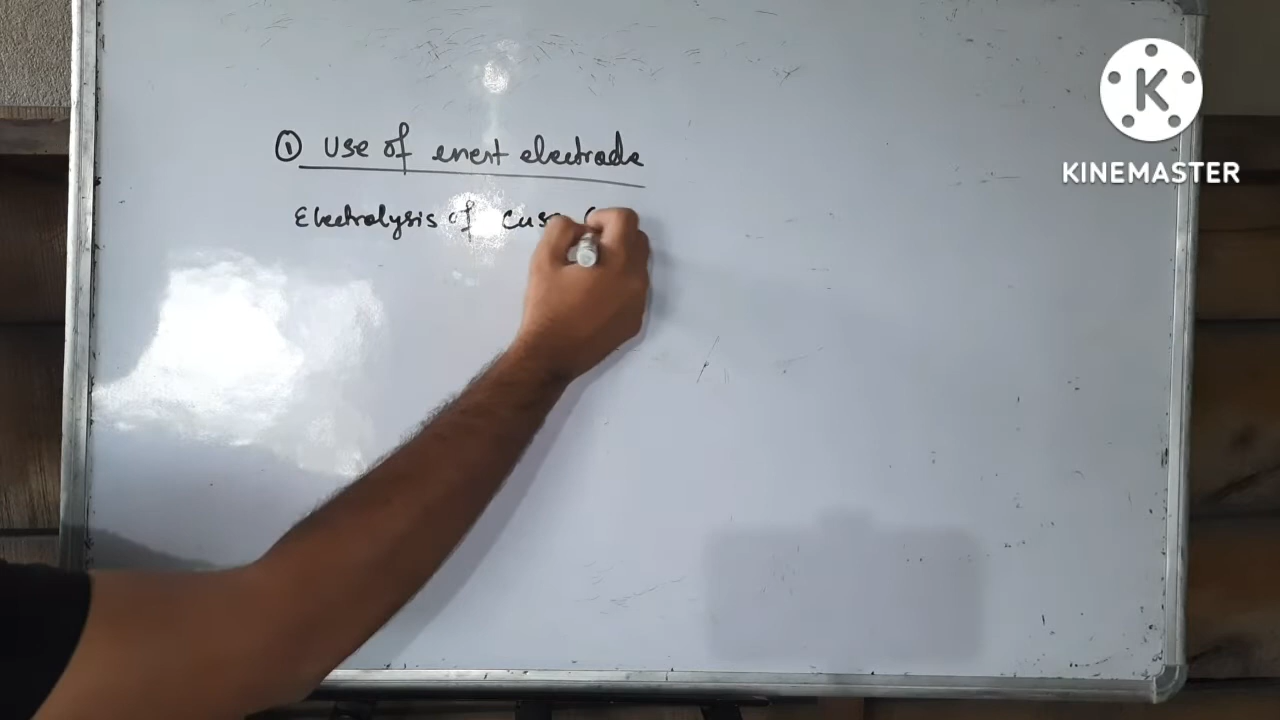 ① Use of enert electrode
Electrolysis of
K
KINEMASTER